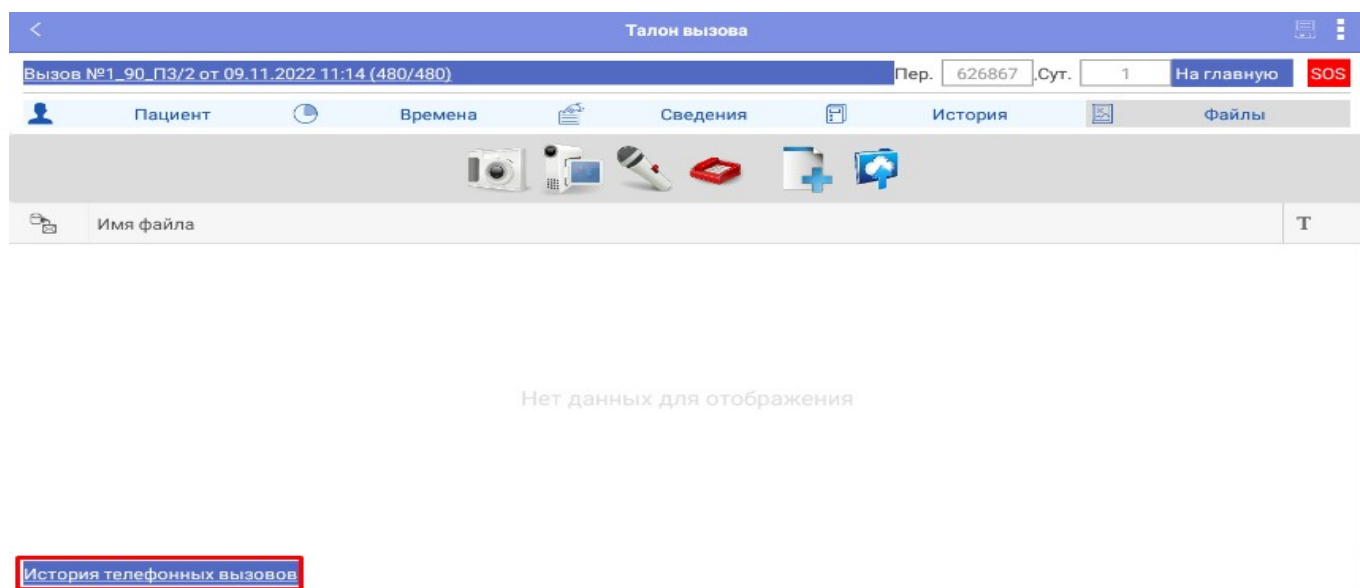 Талон вызова
Вызов №1_90_П3/2 от 09.11.2022 11:14 (480/480) Пер. 626867 ,Сут. 1 На главную SOS
Пациент Времена Сведения История Файлы
Имя файла T
Нет данных для отображения
История телефонных вызовов